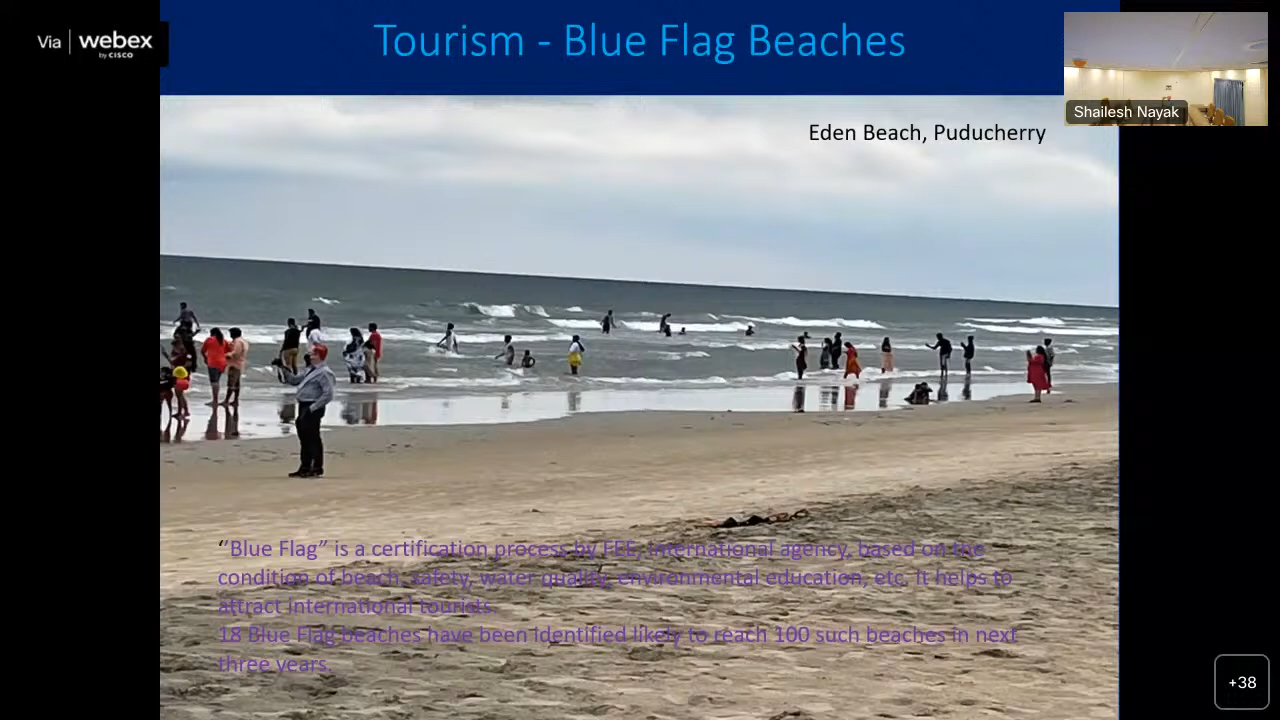 Via webex
by CISCO
Tourism - Blue Flag Beaches
Shailesh Nayak
Eden Beach, Puducherry
“Blue Flag” is a certification process by FEE, international agency, based on the
condition of beach, safety, water quality, environmental education, etc. It helps to
attract international tourists.
18 Blue Flag beaches have been identified likely to reach 100 such beaches in next
three years.
+38